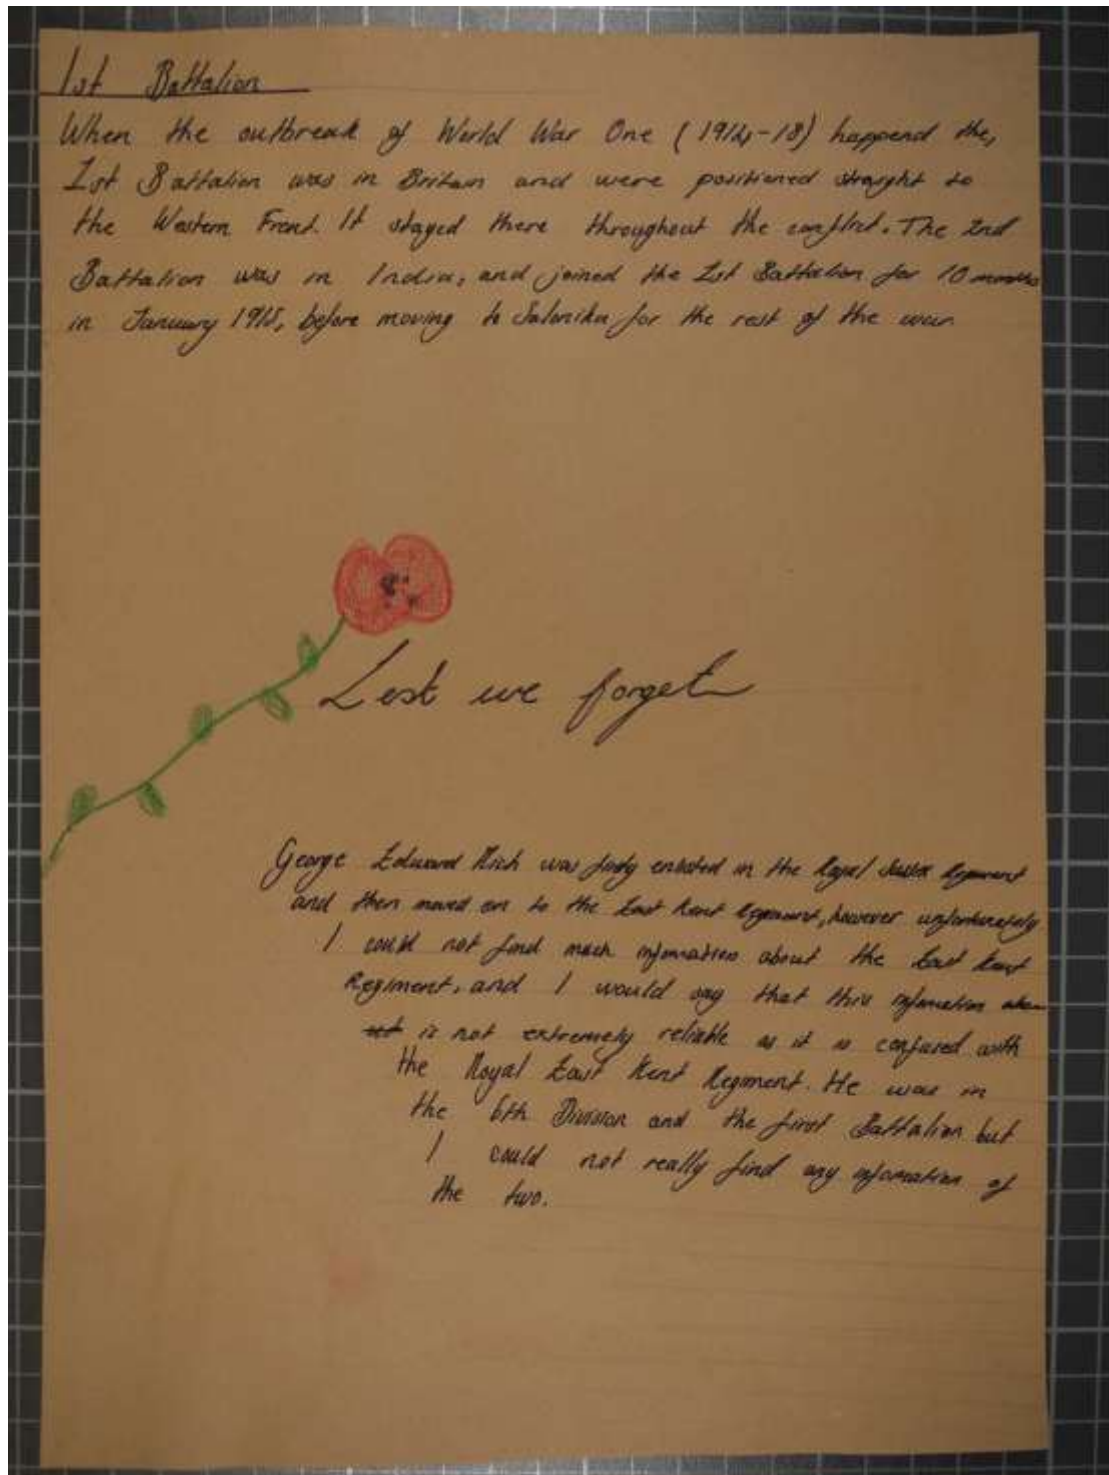 1st Battalion
When the outbreak of World War One (1914-18) happend the,
1st Battalion was in Britain and were positioned straight to
the Western Front. It stayed there throughout the conflict. The 2nd
Battalion was in India, and joined the 1st Battalion for 10 months
in January 1915, before moving to Salonika for the rest of the war.
Lest we forget
George Edward was enlisted in the Royal Sussex Regiment
and then moved on to the East Kent Regiment, however unfortunately
I could not find much information about the East Kent
Regiment, and I would say that this infomation
is not extremely reliable as it is confused with
the Royal East Kent Regiment. He was in
the 6th Division and the first Battalion but
I could not really find any infomation of
the two.